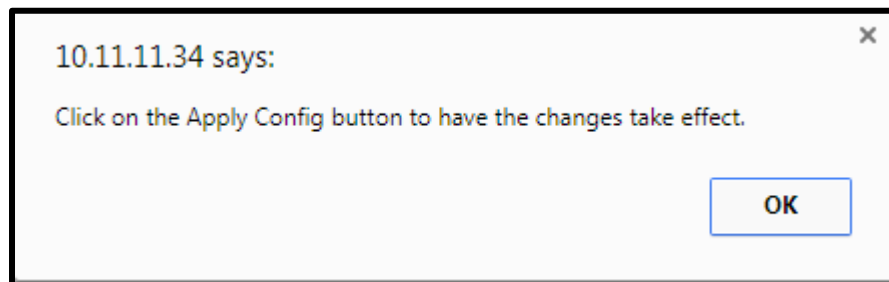 10.11.11.34 says:
Click on the Apply Config button to have the changes take effect.
OK